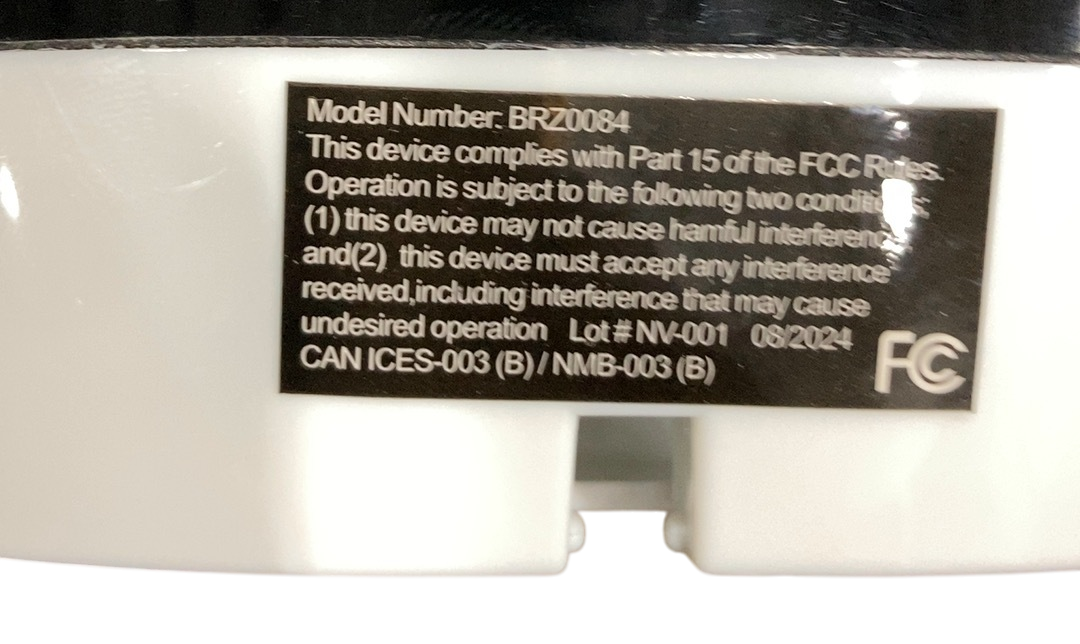 Model Number: BRZ0084
This device complies with Part 15 of the FCC Rules.
Operation is subject to the following two conditions:
(1) this device may not cause hamful interference
and(2) this device must accept any interference
received,including interference that may cause
undesired operation Lot # NV-001 08/2024
CAN ICES-003 (B) / NMB-003 (B)
FC